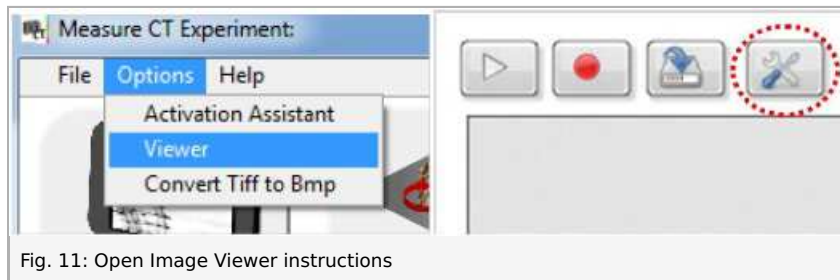 Measure CT Experiment:
File Options Help
Activation Assistant
Viewer
Convert Tiff to Bmp
Fig. 11: Open Image Viewer instructions